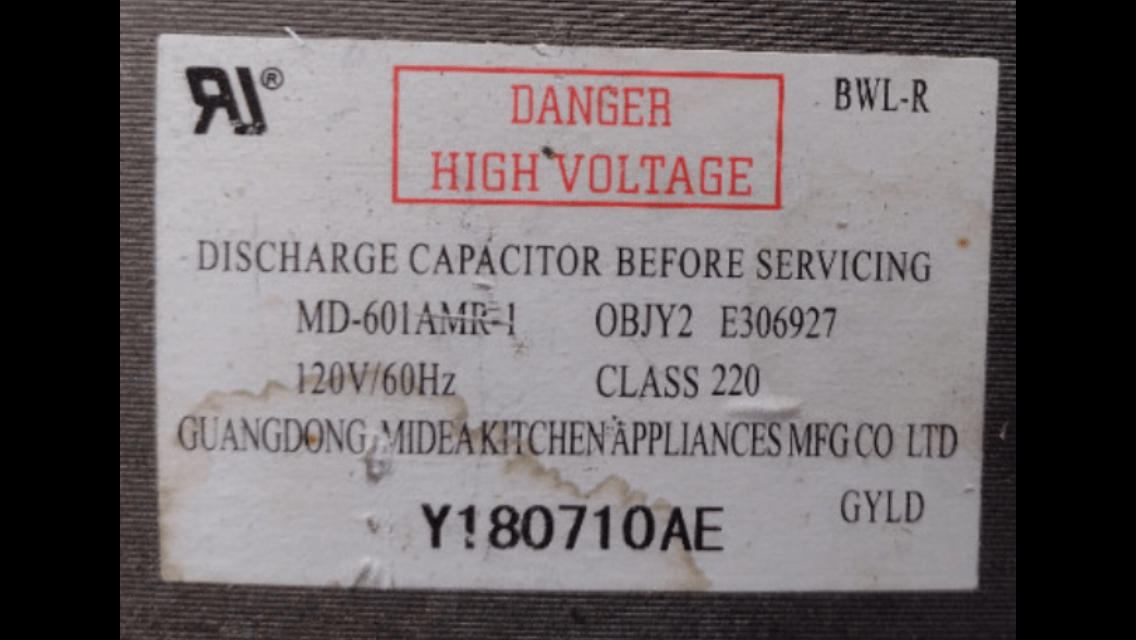 RU® BWL-R
DANGER
HIGH VOLTAGE
DISCHARGE CAPACITOR BEFORE SERVICING
MD-601AMR-1 OBJY2 E306927
120V/60Hz CLASS 220
GUANGDONG MIDEA KITCHEN APPLIANCES MFG CO LTD
GYLD
Y180710AE